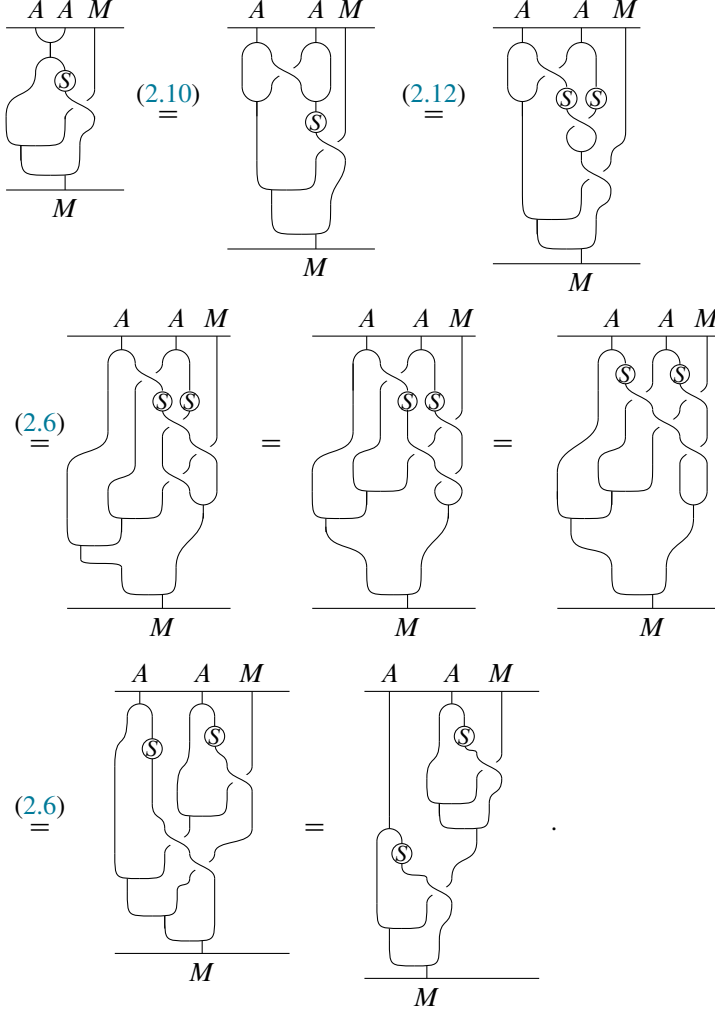 A A M A A M A A M
S S S S
(2.10) = (2.12) =
M M M
A A M A A M A A M
S S
S S S S
(2.6) = = =
M M M
A A M A A M
S S
S
(2.6) = = .
S
M
M